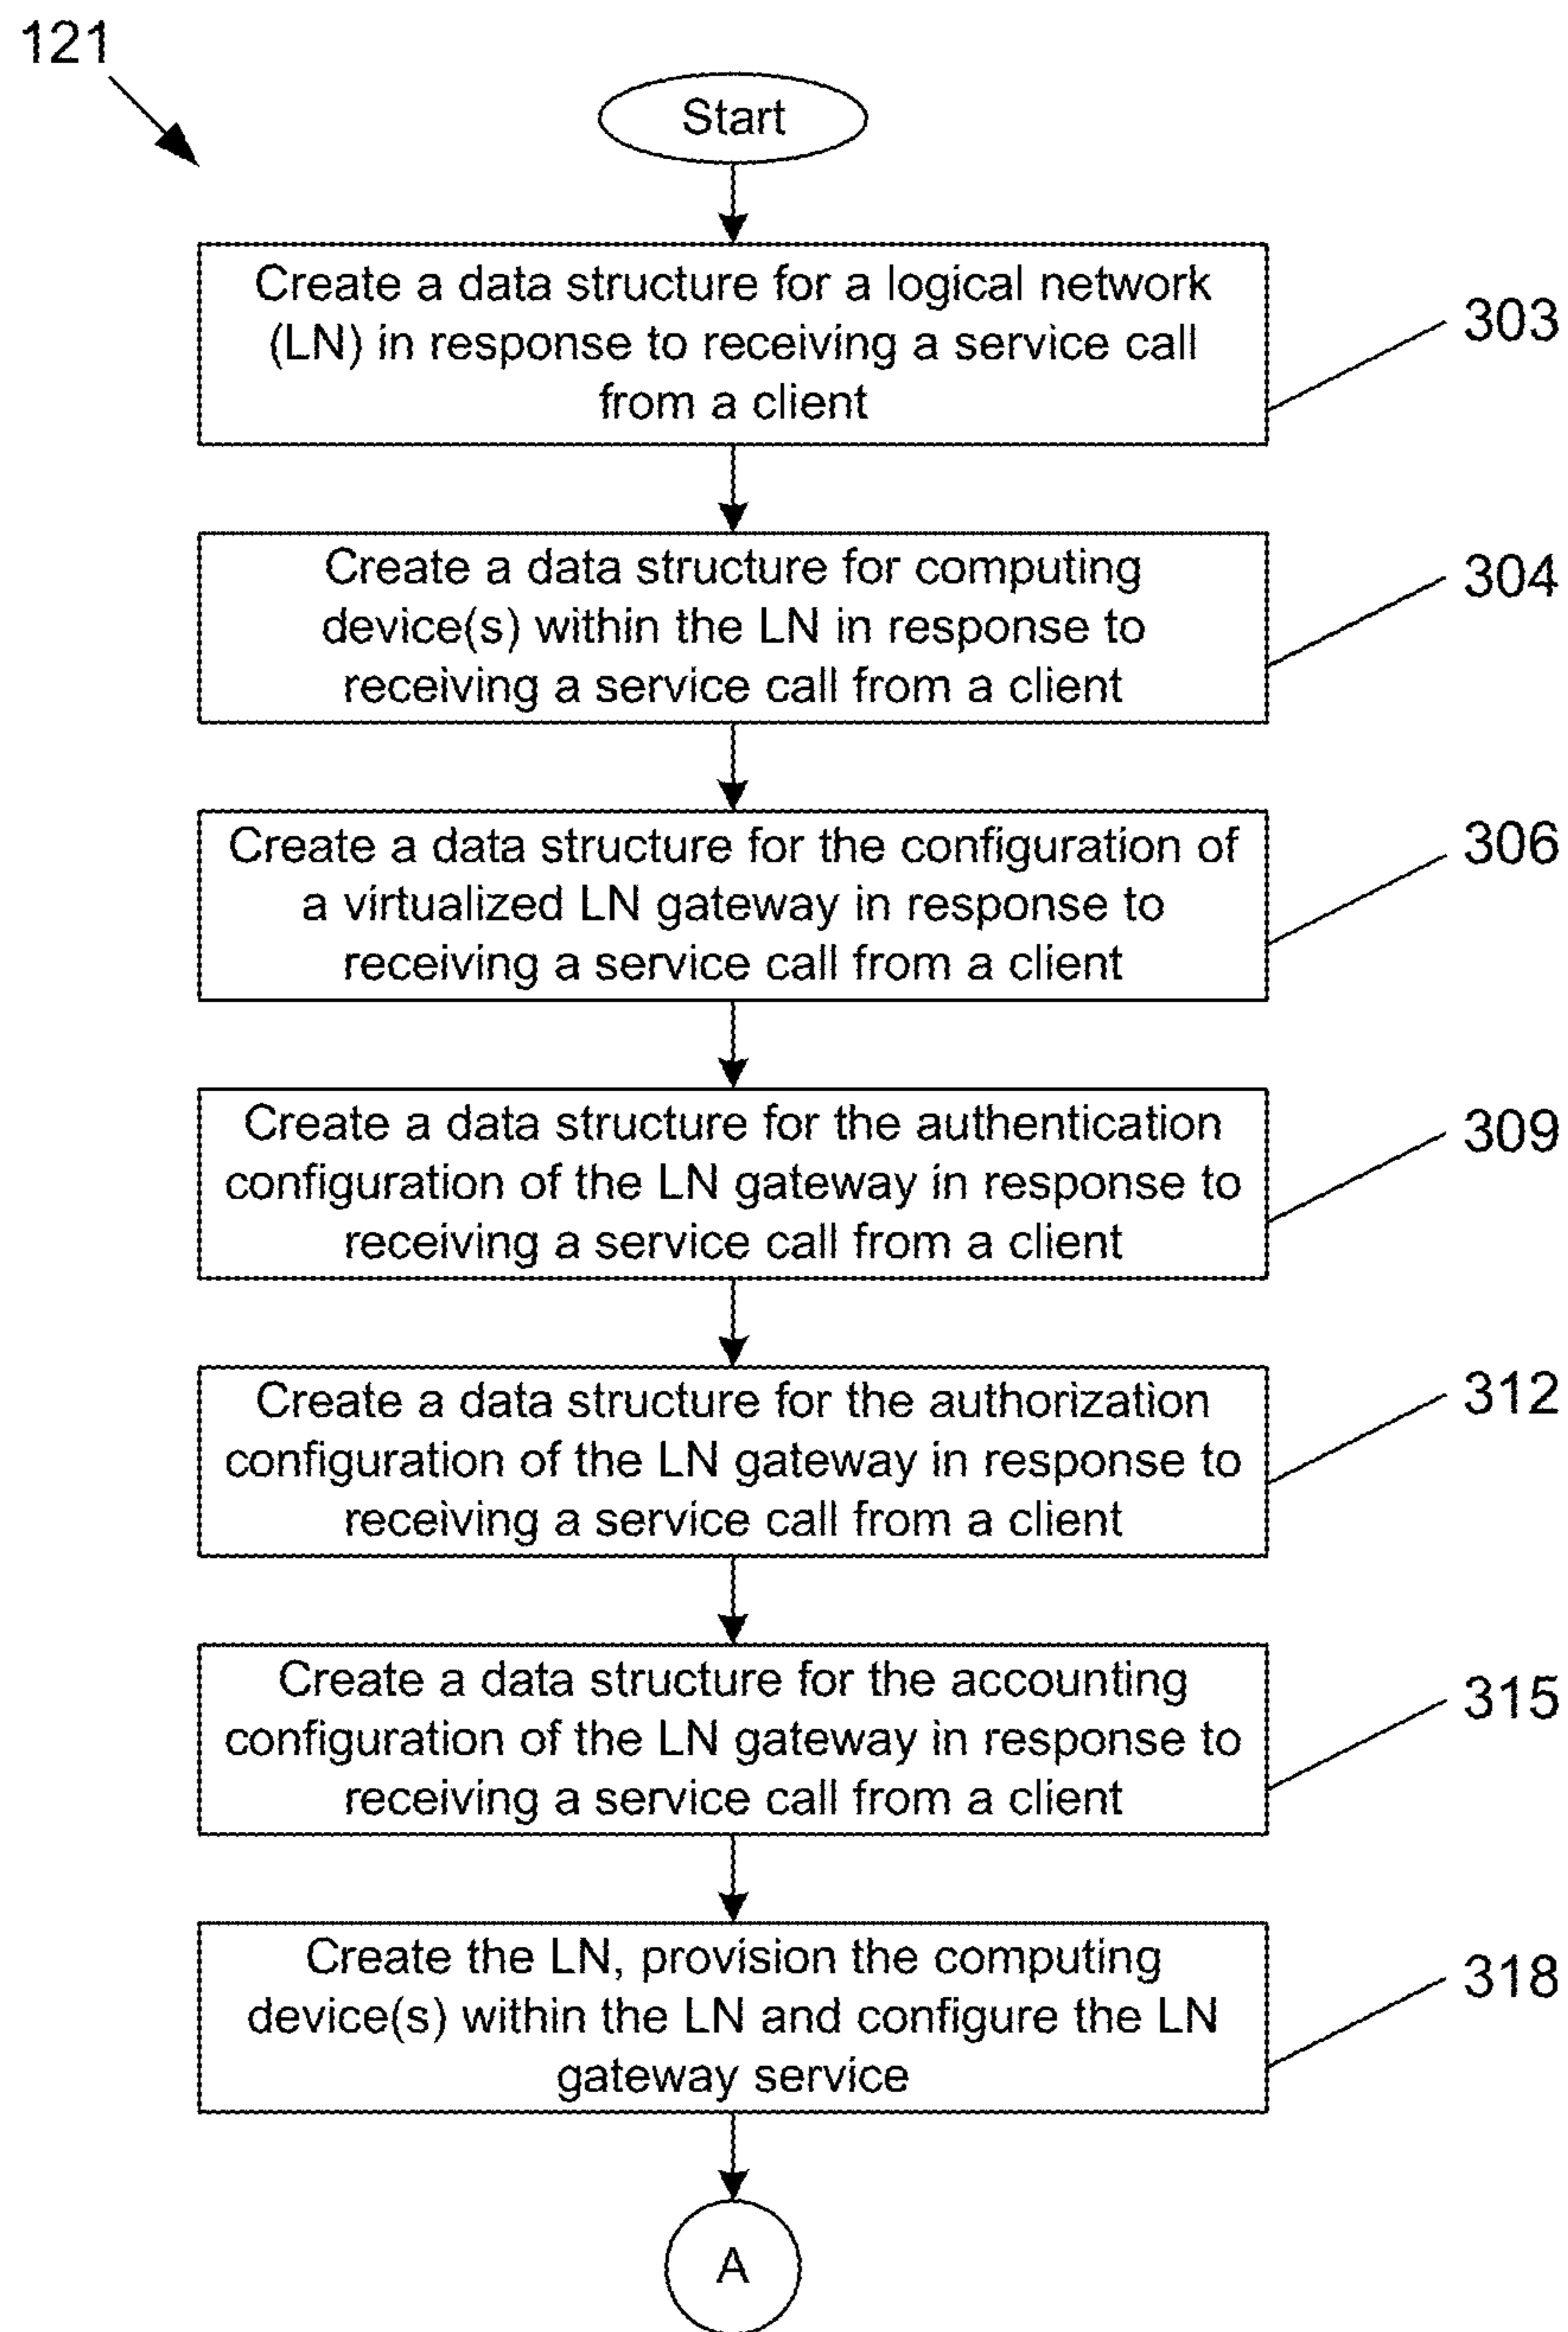 121
Start
Create a data structure for a logical network
(LN) in response to receiving a service call
from a client
303
Create a data structure for computing
device(s) within the LN in response to
receiving a service call from a client
304
Create a data structure for the configuration of
a virtualized LN gateway in response to
receiving a service call from a client
306
Create a data structure for the authentication
configuration of the LN gateway in response to
receiving a service call from a client
309
Create a data structure for the authorization
configuration of the LN gateway in response to
receiving a service call from a client
312
Create a data structure for the accounting
configuration of the LN gateway in response to
receiving a service call from a client
315
Create the LN, provision the computing
device(s) within the LN and configure the LN
gateway service
318
A